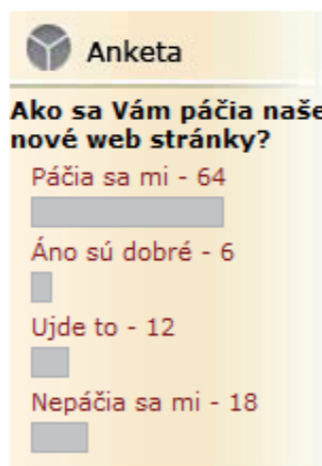 Anketa
Ako sa Vám páčia naše
nové web stránky?
Páčia sa mi - 64
Áno sú dobré - 6
Ujde to - 12
Nepáčia sa mi - 18